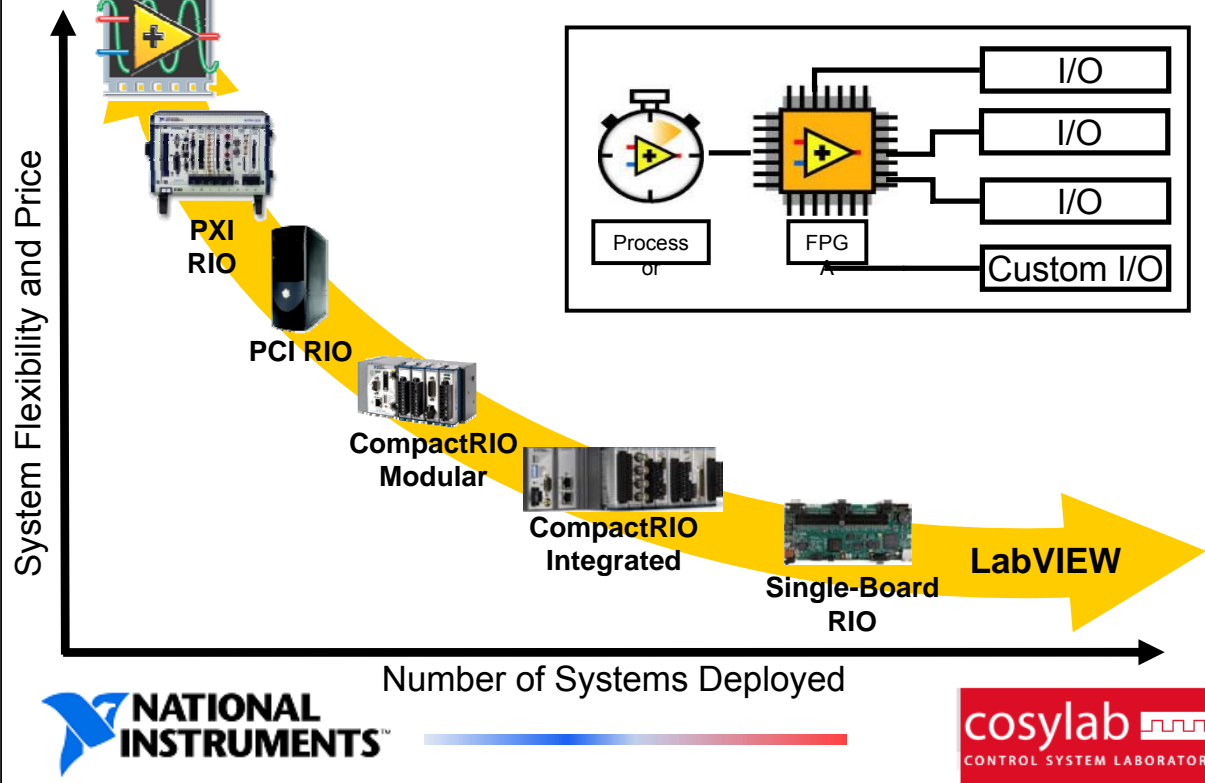 System Flexibility and Price
PXI
RIO
PCI RIO
CompactRIO
Modular
CompactRIO
Integrated
Single-Board
RIO
LabVIEW
I/O
I/O
I/O
Custom I/O
Process
or
FPG
A
Number of Systems Deployed
NATIONAL
INSTRUMENTS™
cosylab
CONTROL SYSTEM LABORATOR